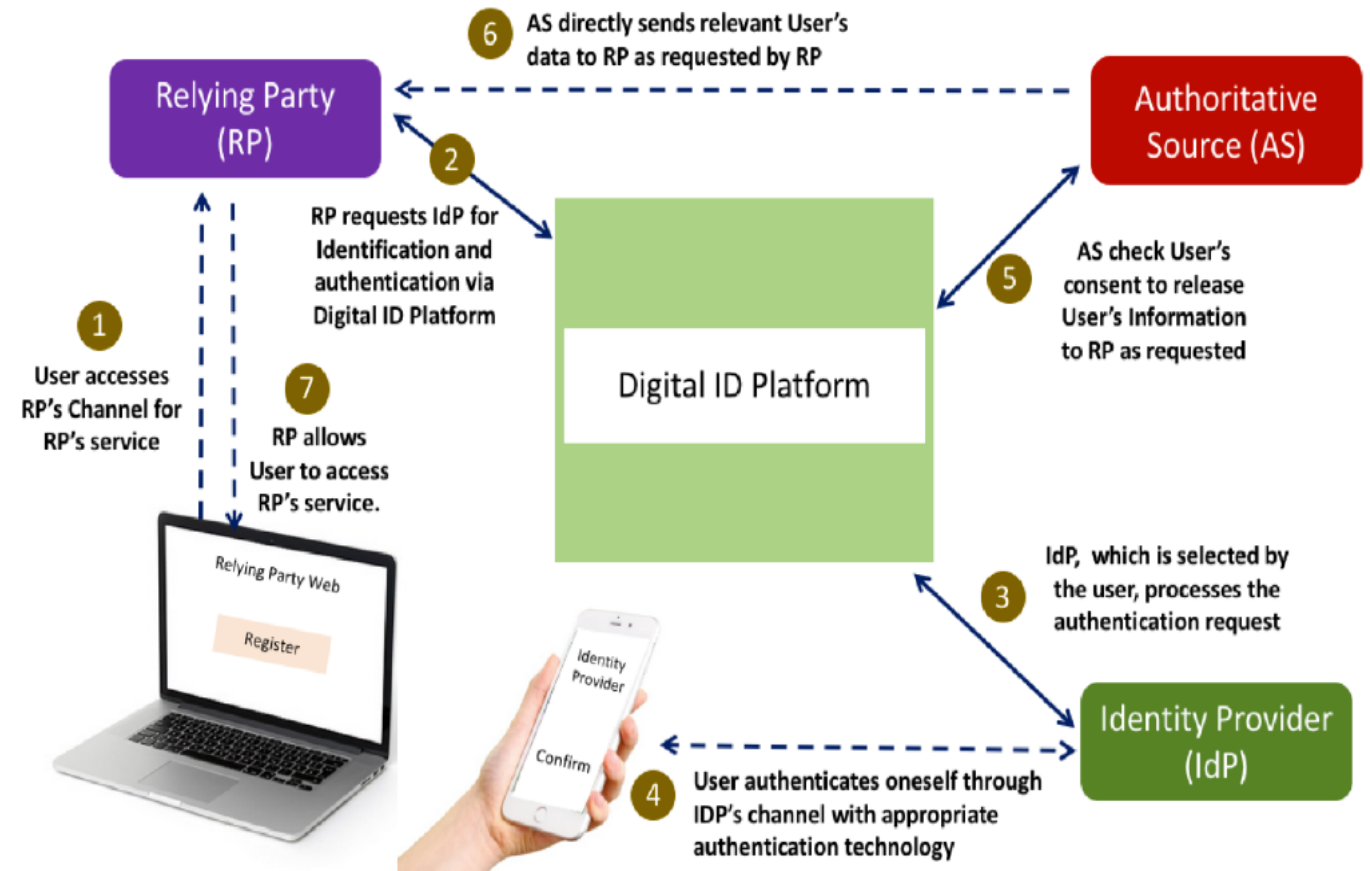 6
AS directly sends relevant User's
data to RP as requested by RP
Relying Party
(RP)
Authoritative
Source (AS)
2
RP requests IdP for
Identification and
authentication via
Digital ID Platform
5
AS check User's
consent to release
User's Information
to RP as requested
1
User accesses
RP's Channel for
RP's service
7
RP allows
User to access
RP's service.
Digital ID Platform
Relying Party Web
Register
3
IdP, which is selected by
the user, processes the
authentication request
Identity
Provider
Confirm
Identity Provider
(IdP)
4
User authenticates oneself through
IDP's channel with appropriate
authentication technology